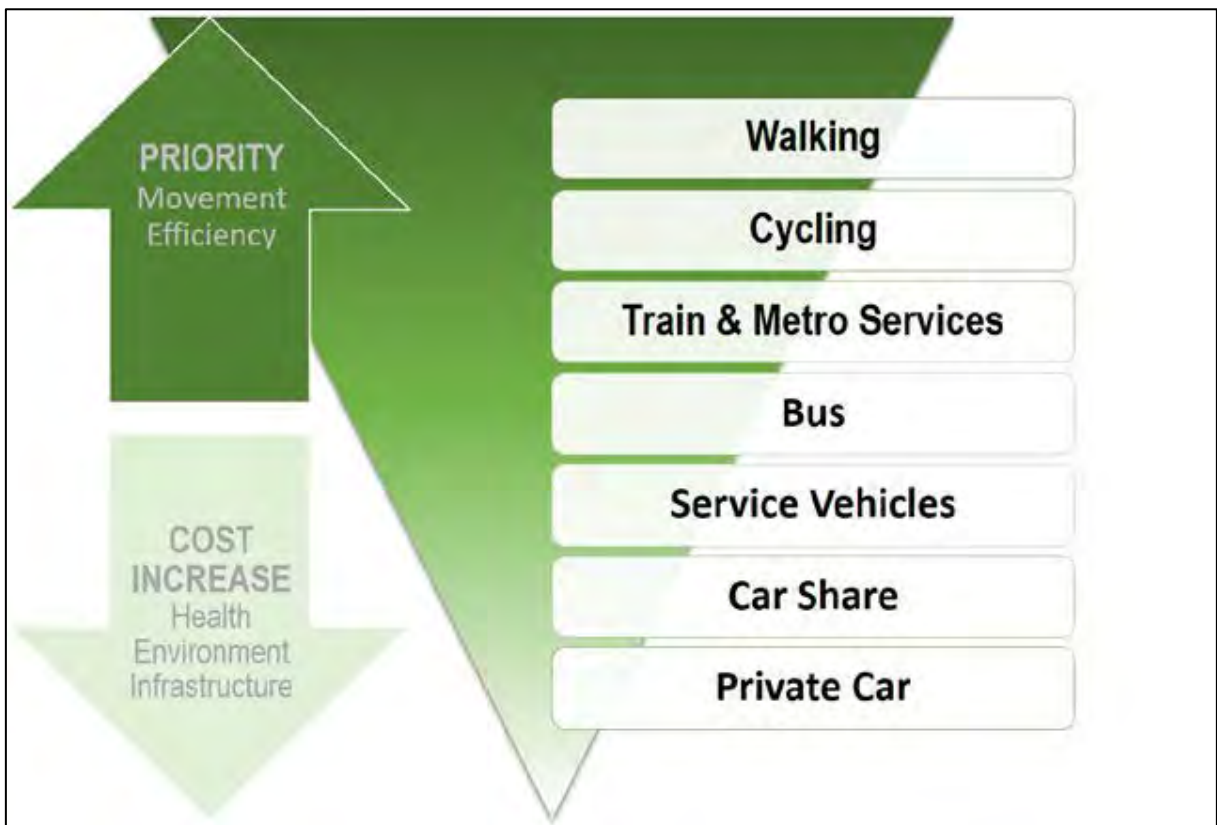 PRIORITY
Movement
Efficiency
COST
INCREASE
Health
Environment
Infrastructure
Walking
Cycling
Train & Metro Services
Bus
Service Vehicles
Car Share
Private Car